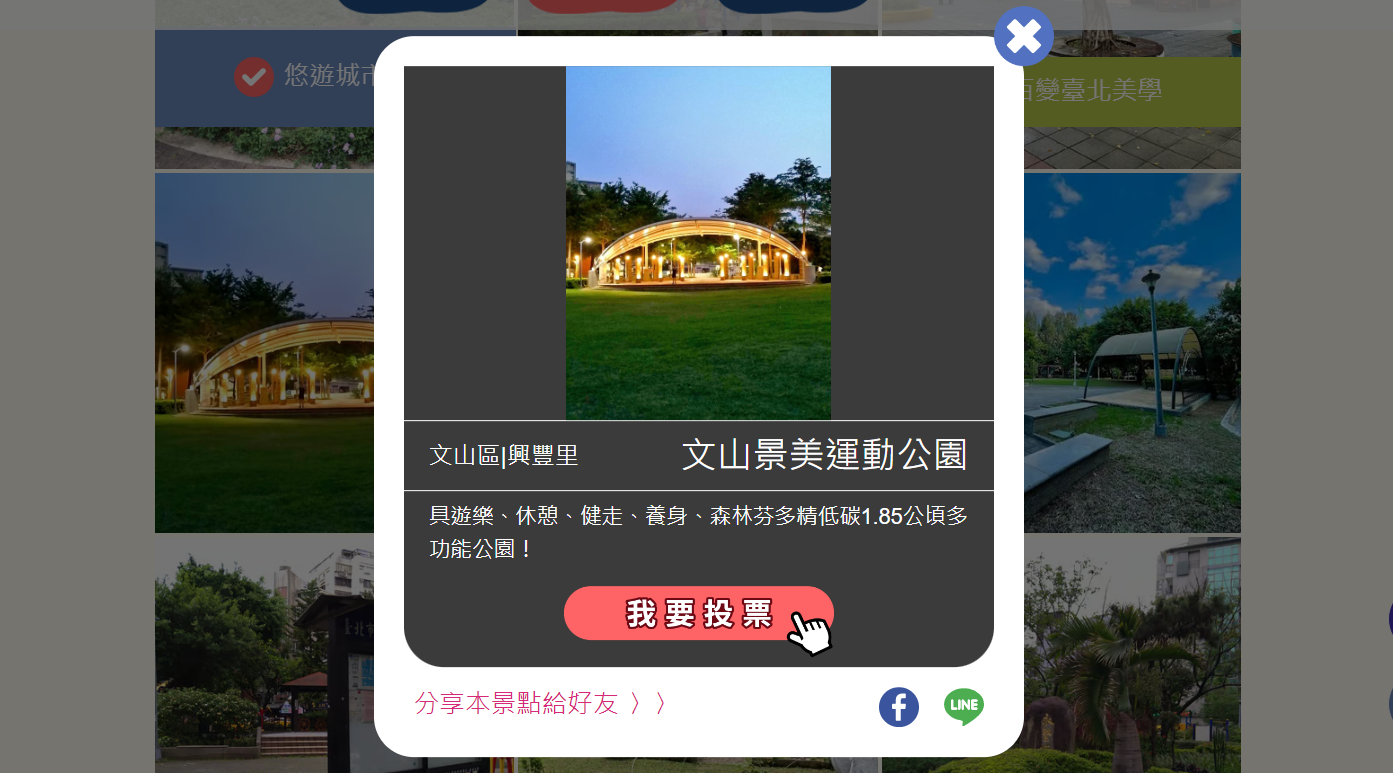 悠遊城市
百變臺北美學
文山區|興豐里
文山景美運動公園
具遊樂、休憩、健走、養身、森林芬多精低碳1.85公頃多
功能公園！
我要投票
分享本景點給好友 〉〉
LINE